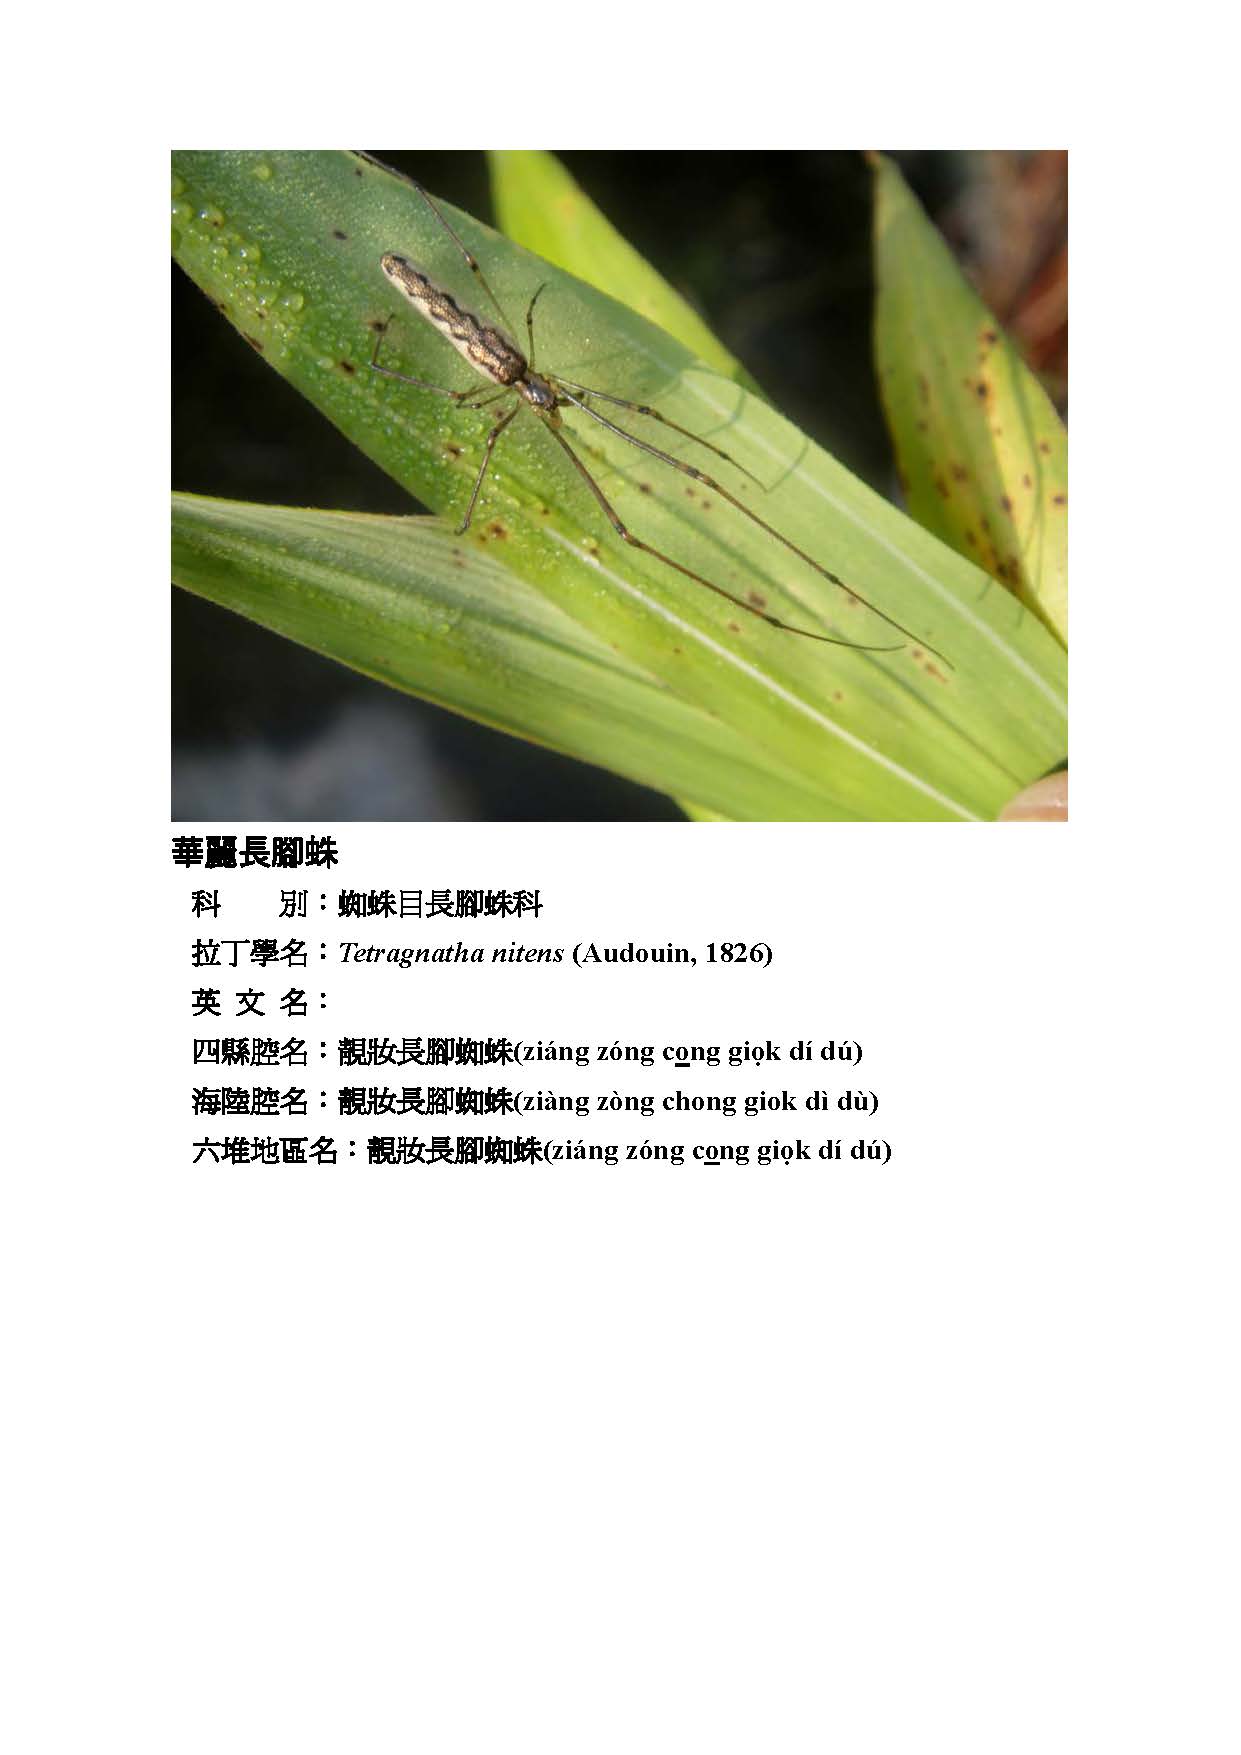 華麗長腳蛛
科　　別：蜘蛛目長腳蛛科
拉丁學名：Tetragnatha nitens (Audouin, 1826)
英 文 名：
四縣腔名：靚妝長腳蜘蛛(ziáng zóng co̲ng giọk dí dú)
海陸腔名：靚妝長腳蜘蛛(ziàng zòng chong giok dì dù)
六堆地區名：靚妝長腳蜘蛛(ziáng zóng co̲ng giọk dí dú)